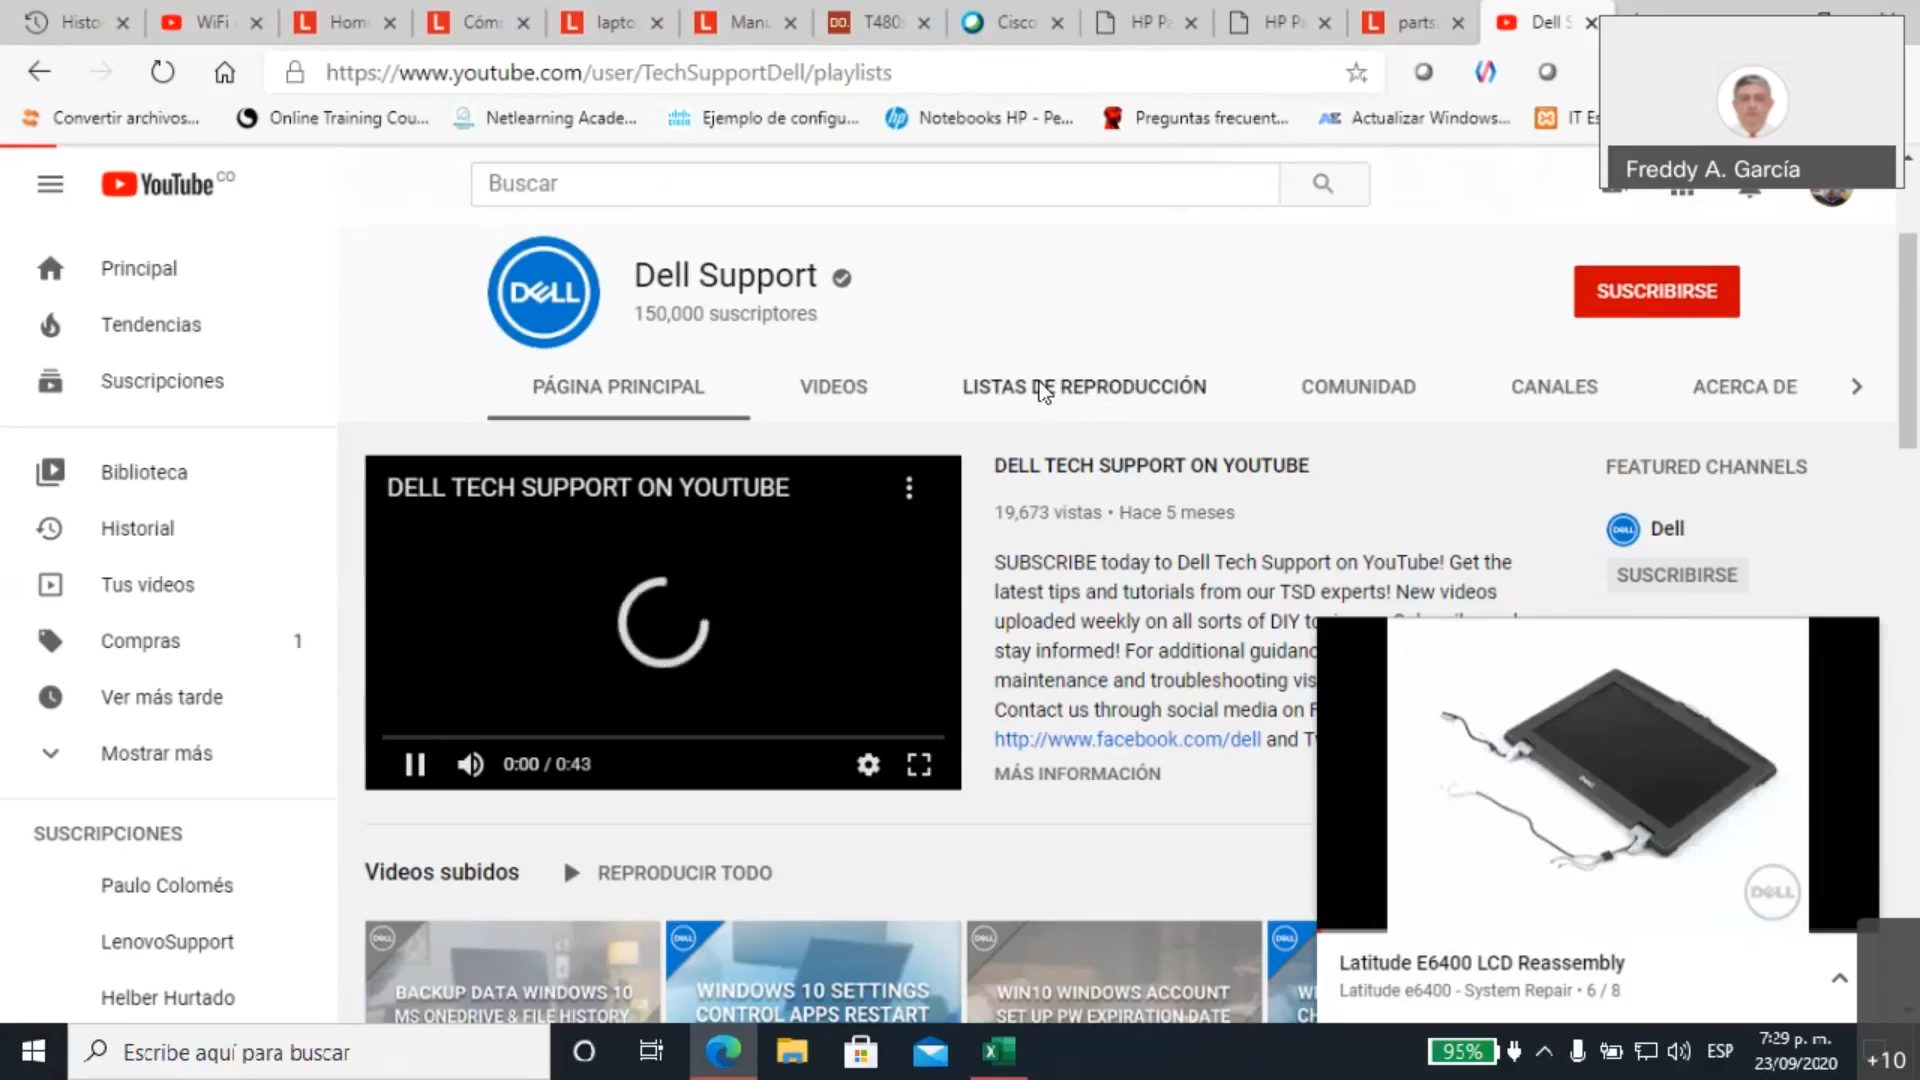 Histo
WiFi
Hom
Cóm
lapto
Manu
T480
Cisco
HP Pa
HP Pa
parts
Dell S
https://www.youtube.com/user/TechSupportDell/playlists
Convertir archivos...
Online Training Cou...
Netlearning Acade...
Ejemplo de configu...
Notebooks HP - Pe...
Preguntas frecuent...
Actualizar Windows...
IT Es
Freddy A. García
YouTube CO
Buscar
Principal
Tendencias
Suscripciones
Biblioteca
Historial
Tus videos
Compras 1
Ver más tarde
Mostrar más
SUSCRIPCIONES
Paulo Colomés
LenovoSupport
Helber Hurtado
DELL
Dell Support
150,000 suscriptores
SUSCRIBIRSE
PÁGINA PRINCIPAL
VIDEOS
LISTAS DE REPRODUCCIÓN
COMUNIDAD
CANALES
ACERCA DE
DELL TECH SUPPORT ON YOUTUBE
0:00 / 0:43
DELL TECH SUPPORT ON YOUTUBE
19,673 vistas • Hace 5 meses
SUBSCRIBE today to Dell Tech Support on YouTube! Get the
latest tips and tutorials from our TSD experts! New videos
uploaded weekly on all sorts of DIY
stay informed! For additional guidanc
maintenance and troubleshooting vis
Contact us through social media on F
http://www.facebook.com/dell and T
MÁS INFORMACIÓN
FEATURED CHANNELS
Dell
SUSCRIBIRSE
Videos subidos
REPRODUCIR TODO
BACKUP DATA WINDOWS 10
MS ONEDRIVE & FILE HISTORY
WINDOWS 10 SETTINGS
CONTROL APPS RESTART
WIN10 WINDOWS ACCOUNT
SET UP PW EXPIRATION DATE
DELL
Latitude E6400 LCD Reassembly
Latitude e6400 - System Repair • 6 / 8
Escribe aquí para buscar
95%
ESP
7:29 p. m.
23/09/2020
+10